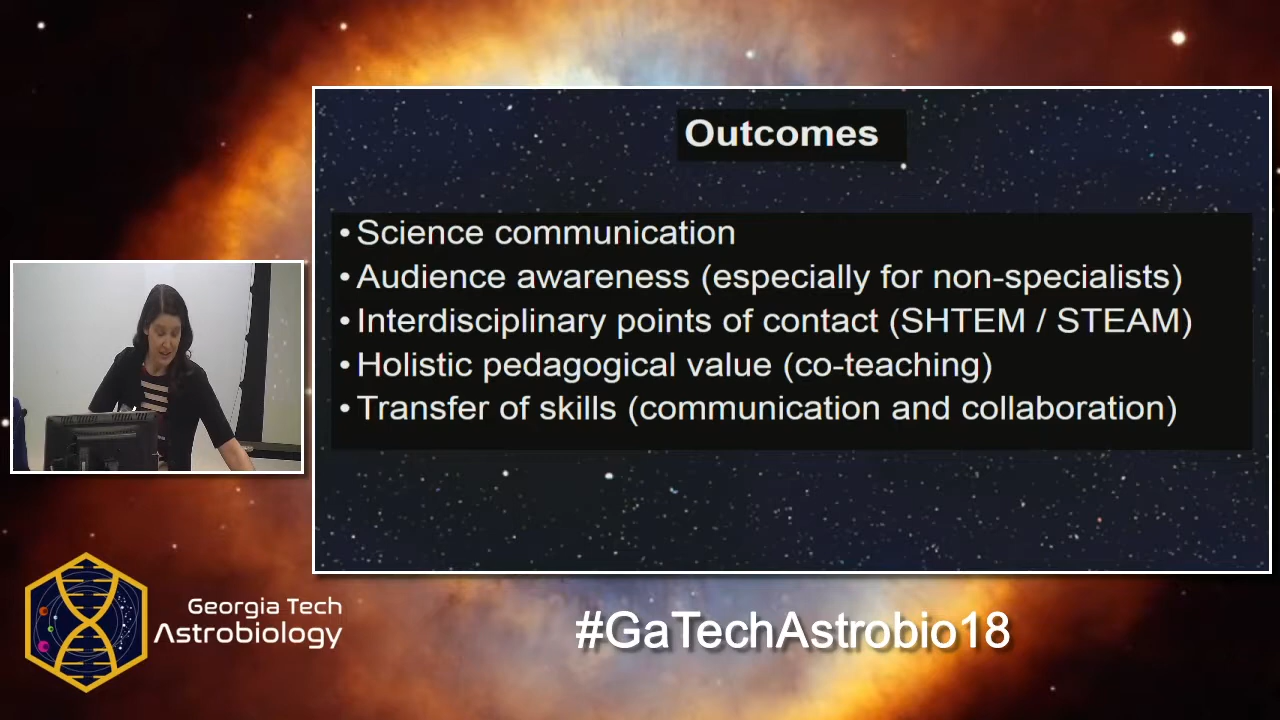 Outcomes
• Science communication
• Audience awareness (especially for non-specialists)
• Interdisciplinary points of contact (SHTEM / STEAM)
• Holistic pedagogical value (co-teaching)
• Transfer of skills (communication and collaboration)
Georgia Tech
Astrobiology
#GaTechAstrobio18